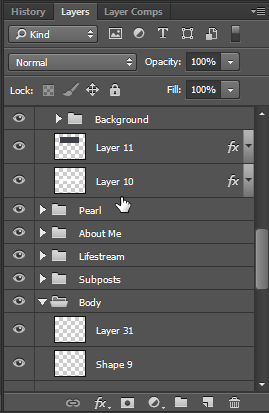 History Layers Layer Comps
Kind
Normal Opacity: 100%
Lock: Fill: 100%
Background
Layer 11 fx
Layer 10 fx
Pearl
About Me
Lifestream
Subposts
Body
Layer 31
Shape 9
fx